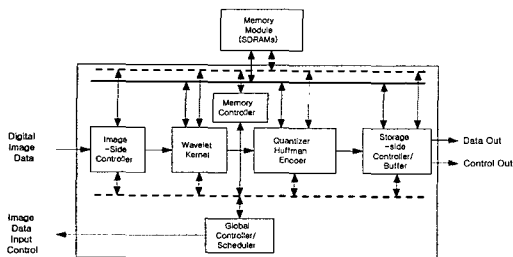 Memory
Module
(SDRAMs)
Memory
Controller
Digital
Image
Data
Image
-Side
Controller
Wavelet
Kernel
Quantizer
Huffman
Encoer
Storage
-side
Controller/
Buffer
Data Out
Control Out
Image
Data
Input
Control
Global
Controller/
Scheduler